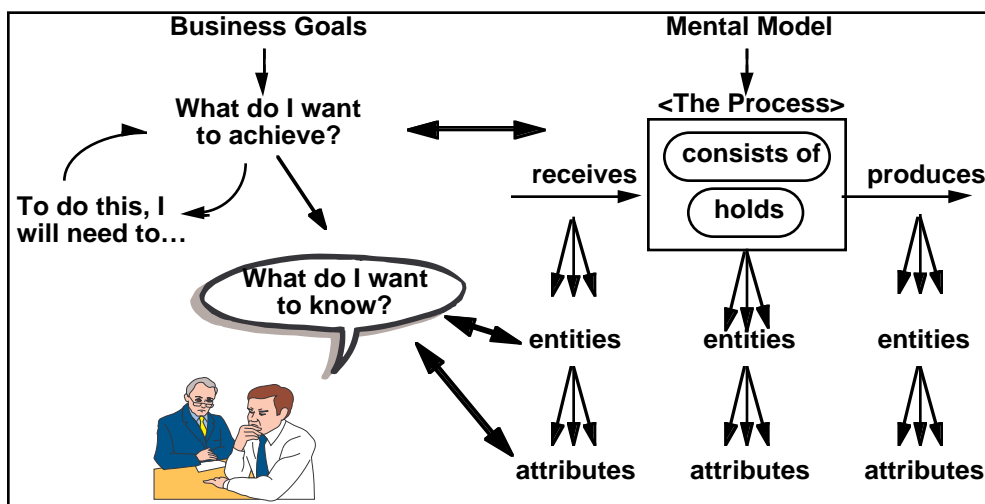 Business Goals
What do I want
to achieve?
To do this, I
will need to…
What do I want
to know?
Mental Model
<The Process>
receives
consists of
holds
produces
entities
entities
entities
attributes
attributes
attributes